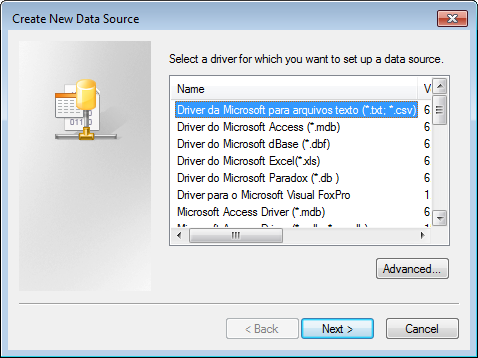 Create New Data Source
Select a driver for which you want to set up a data source.
Name V
Driver da Microsoft para arquivos texto (*.txt; *.csv) 6
Driver do Microsoft Access (*.mdb) 6
Driver do Microsoft dBase (*.dbf) 6
Driver do Microsoft Excel(*.xls) 6
Driver do Microsoft Paradox (*.db ) 6
Driver para o Microsoft Visual FoxPro 1
Microsoft Access Driver (*.mdb) 6
Advanced...
< Back Next > Cancel